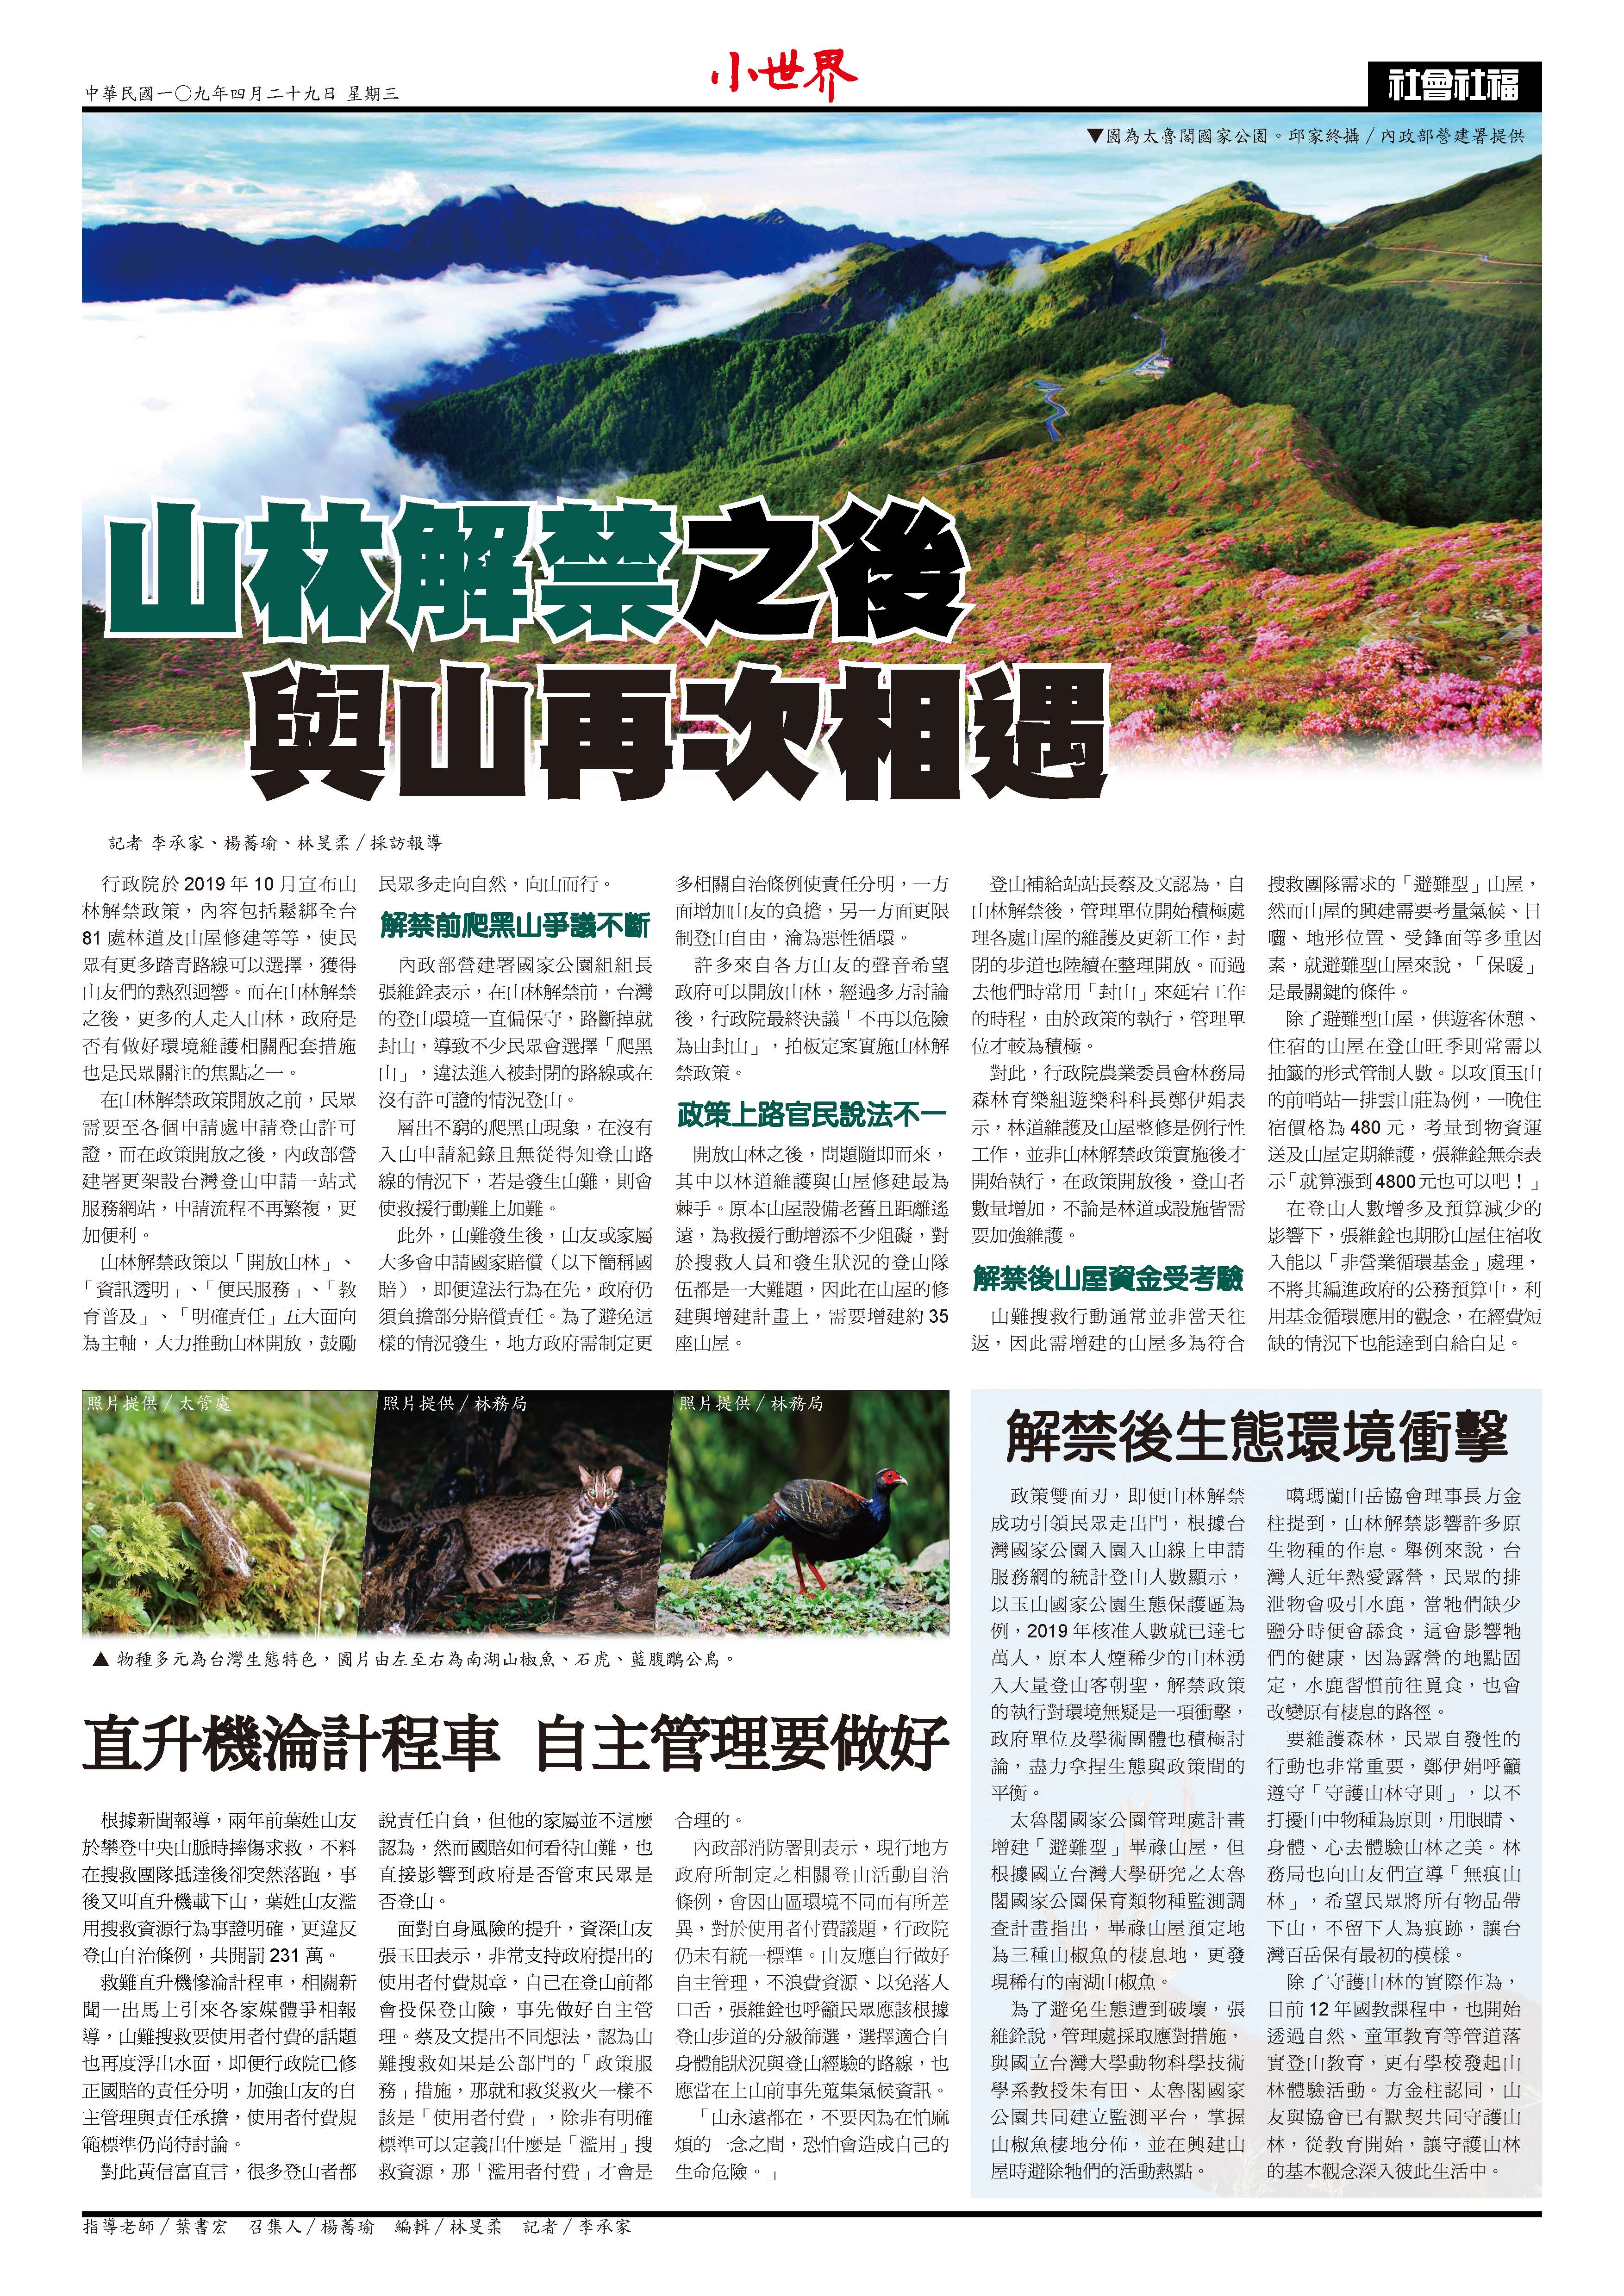 中華民國一〇九年四月二十九日 星期三
小世界
社會社福
▼圖為太魯閣國家公園。邱家終攝／內政部營建署提供
山林解禁之後
與山再次相遇
記者 李承家、楊蕎瑜、林旻柔／採訪報導
行政院於 2019 年 10 月宣布山
林解禁政策，內容包括鬆綁全台
81 處林道及山屋修建等等，使民
眾有更多踏青路線可以選擇，獲得
山友們的熱烈迴響。而在山林解禁
之後，更多的人走入山林，政府是
否有做好環境維護相關配套措施
也是民眾關注的焦點之一。
在山林解禁政策開放之前，民眾
需要至各個申請處申請登山許可
證，而在政策開放之後，內政部營
建署更架設台灣登山申請一站式
服務網站，申請流程不再繁複，更
加便利。
山林解禁政策以「開放山林」、
「資訊透明」、「便民服務」、「教
育普及」、「明確責任」五大面向
為主軸，大力推動山林開放，鼓勵
民眾多走向自然，向山而行。
解禁前爬黑山爭議不斷
內政部營建署國家公園組組長
張維銓表示，在山林解禁前，台灣
的登山環境一直偏保守，路斷掉就
封山，導致不少民眾會選擇「爬黑
山」，違法進入被封閉的路線或在
沒有許可證的情況登山。
層出不窮的爬黑山現象，在沒有
入山申請紀錄且無從得知登山路
線的情況下，若是發生山難，則會
使救援行動難上加難。
此外，山難發生後，山友或家屬
大多會申請國家賠償（以下簡稱國
賠），即便違法行為在先，政府仍
須負擔部分賠償責任。為了避免這
樣的情況發生，地方政府需制定更
多相關自治條例使責任分明，一方
面增加山友的負擔，另一方面更限
制登山自由，淪為惡性循環。
許多來自各方山友的聲音希望
政府可以開放山林，經過多方討論
後，行政院最終決議「不再以危險
為由封山」，拍板定案實施山林解
禁政策。
政策上路官民說法不一
開放山林之後，問題隨即而來，
其中以林道維護與山屋修建最為
棘手。原本山屋設備老舊且距離遙
遠，為救援行動增添不少阻礙，對
於搜救人員和發生狀況的登山隊
伍都是一大難題，因此在山屋的修
建與增建計畫上，需要增建約 35
座山屋。
登山補給站站長蔡及文認為，自
山林解禁後，管理單位開始積極處
理各處山屋的維護及更新工作，封
閉的步道也陸續在整理開放。而過
去他們時常用「封山」來延宕工作
的時程，由於政策的執行，管理單
位才較為積極。
對此，行政院農業委員會林務局
森林育樂組遊樂科科長鄭伊娟表
示，林道維護及山屋整修是例行性
工作，並非山林解禁政策實施後才
開始執行，在政策開放後，登山者
數量增加，不論是林道或設施皆需
要加強維護。
解禁後山屋資金受考驗
山難搜救行動通常並非當天往
返，因此需增建的山屋多為符合
搜救團隊需求的「避難型」山屋，
然而山屋的興建需要考量氣候、日
曬、地形位置、受鋒面等多重因
素，就避難型山屋來說，「保暖」
是最關鍵的條件。
除了避難型山屋，供遊客休憩、
住宿的山屋在登山旺季則常需以
抽籤的形式管制人數。以攻頂玉山
的前哨站—排雲山莊為例，一晚住
宿價格為 480 元，考量到物資運
送及山屋定期維護，張維銓無奈表
示「就算漲到 4800 元也可以吧！」
在登山人數增多及預算減少的
影響下，張維銓也期盼山屋住宿收
入能以「非營業循環基金」處理，
不將其編進政府的公務預算中，利
用基金循環應用的觀念，在經費短
缺的情況下也能達到自給自足。
照片提供／太管處
照片提供／林務局
照片提供／林務局
▲ 物種多元為台灣生態特色，圖片由左至右為南湖山椒魚、石虎、藍腹鷴公鳥。
直升機淪計程車 自主管理要做好
根據新聞報導，兩年前葉姓山友
於攀登中央山脈時摔傷求救，不料
在搜救團隊抵達後卻突然落跑，事
後又叫直升機載下山，葉姓山友濫
用搜救資源行為事證明確，更違反
登山自治條例，共開罰 231 萬。
救難直升機慘淪計程車，相關新
聞一出馬上引來各家媒體爭相報
導，山難搜救要使用者付費的話題
也再度浮出水面，即便行政院已修
正國賠的責任分明，加強山友的自
主管理與責任承擔，使用者付費規
範標準仍尚待討論。
對此黃信富直言，很多登山者都
說責任自負，但他的家屬並不這麼
認為，然而國賠如何看待山難，也
直接影響到政府是否管束民眾是
否登山。
面對自身風險的提升，資深山友
張玉田表示，非常支持政府提出的
使用者付費規章，自己在登山前都
會投保登山險，事先做好自主管
理。蔡及文提出不同想法，認為山
難搜救如果是公部門的「政策服
務」措施，那就和救災救火一樣不
該是「使用者付費」，除非有明確
標準可以定義出什麼是「濫用」搜
救資源，那「濫用者付費」才會是
合理的。
內政部消防署則表示，現行地方
政府所制定之相關登山活動自治
條例，會因山區環境不同而有所差
異，對於使用者付費議題，行政院
仍未有統一標準。山友應自行做好
自主管理，不浪費資源、以免落人
口舌，張維銓也呼籲民眾應該根據
登山步道的分級篩選，選擇適合自
身體能狀況與登山經驗的路線，也
應當在上山前事先蒐集氣候資訊。
「山永遠都在，不要因為在怕麻
煩的一念之間，恐怕會造成自己的
生命危險。」
解禁後生態環境衝擊
政策雙面刃，即便山林解禁
成功引領民眾走出門，根據台
灣國家公園入園入山線上申請
服務網的統計登山人數顯示，
以玉山國家公園生態保護區為
例，2019 年核准人數就已達七
萬人，原本人煙稀少的山林湧
入大量登山客朝聖，解禁政策
的執行對環境無疑是一項衝擊，
政府單位及學術團體也積極討
論，盡力拿捏生態與政策間的
平衡。
太魯閣國家公園管理處計畫
增建「避難型」畢祿山屋，但
根據國立台灣大學研究之太魯
閣國家公園保育類物種監測調
查計畫指出，畢祿山屋預定地
為三種山椒魚的棲息地，更發
現稀有的南湖山椒魚。
為了避免生態遭到破壞，張
維銓說，管理處採取應對措施，
與國立台灣大學動物科學技術
學系教授朱有田、太魯閣國家
公園共同建立監測平台，掌握
山椒魚棲地分佈，並在興建山
屋時避除牠們的活動熱點。
噶瑪蘭山岳協會理事長方金
柱提到，山林解禁影響許多原
生物種的作息。舉例來說，台
灣人近年熱愛露營，民眾的排
泄物會吸引水鹿，當牠們缺少
鹽分時便會舔食，這會影響牠
們的健康，因為露營的地點固
定，水鹿習慣前往覓食，也會
改變原有棲息的路徑。
要維護森林，民眾自發性的
行動也非常重要，鄭伊娟呼籲
遵守「守護山林守則」，以不
打擾山中物種為原則，用眼睛、
身體、心去體驗山林之美。林
務局也向山友們宣導「無痕山
林」，希望民眾將所有物品帶
下山，不留下人為痕跡，讓台
灣百岳保有最初的模樣。
除了守護山林的實際作為，
目前 12 年國教課程中，也開始
透過自然、童軍教育等管道落
實登山教育，更有學校發起山
林體驗活動。方金柱認同，山
友與協會已有默契共同守護山
林，從教育開始，讓守護山林
的基本觀念深入彼此生活中。
指導老師／葉書宏 召集人／楊蕎瑜 編輯／林旻柔 記者／李承家